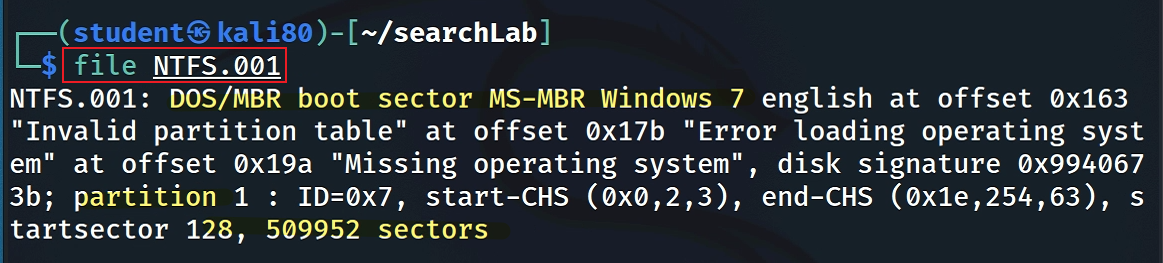 ┌──(student㉿kali80)-[~/searchLab]
└─$ file NTFS.001
NTFS.001: DOS/MBR boot sector MS-MBR Windows 7 english at offset 0x163
"Invalid partition table" at offset 0x17b "Error loading operating syst
em" at offset 0x19a "Missing operating system", disk signature 0x994067
3b; partition 1 : ID=0x7, start-CHS (0x0,2,3), end-CHS (0x1e,254,63), s
tartsector 128, 509952 sectors